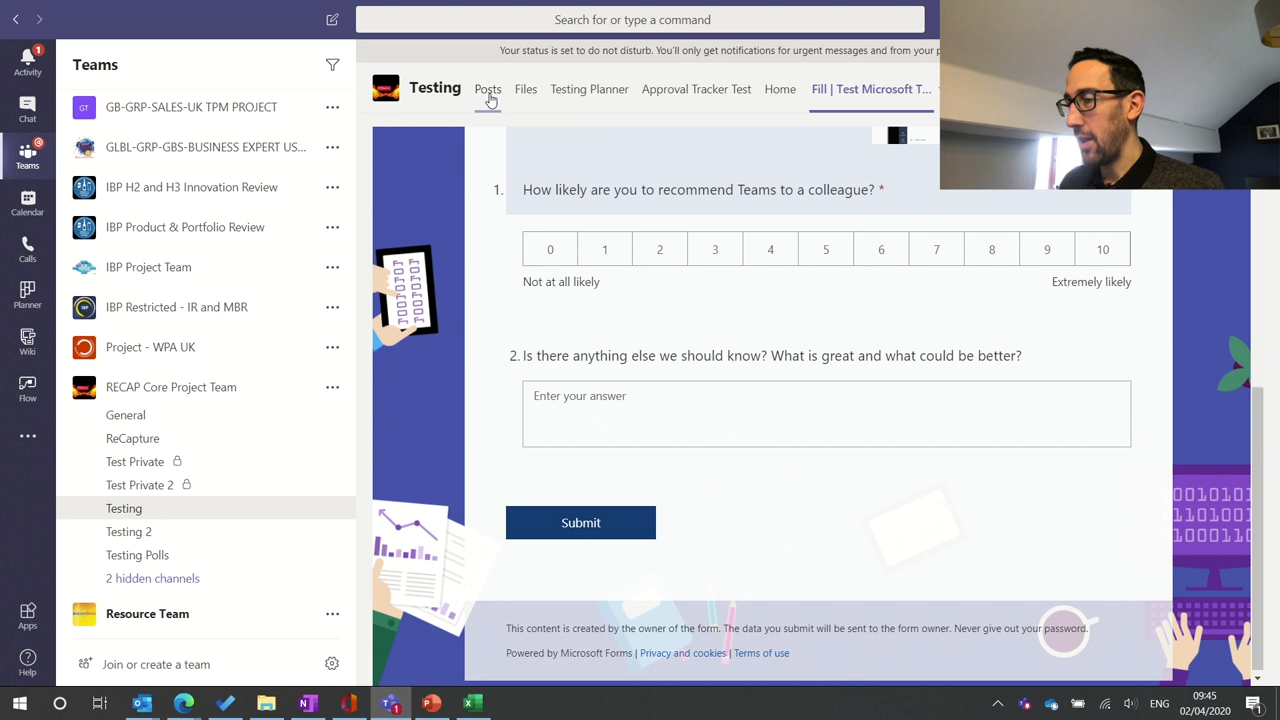 Search for or type a command
Your status is set to do not disturb. You'll only get notifications for urgent messages and from your p
Activity
1
Chat
Teams
Calendar
Calls
Planner
Wiki
Flow
Apps
Help
Teams
GT
GB-GRP-SALES-UK TPM PROJECT
GLBL-GRP-GBS-BUSINESS EXPERT US...
IBP H2 and H3 Innovation Review
IBP Product & Portfolio Review
IBP Project Team
IBP Restricted - IR and MBR
Project - WPA UK
RECAP Core Project Team
General
ReCapture
Test Private
Test Private 2
Testing
Testing 2
Testing Polls
2 hidden channels
Resource Team
Join or create a team
Testing
Posts
Files
Testing Planner
Approval Tracker Test
Home
Fill | Test Microsoft T...
1. How likely are you to recommend Teams to a colleague? *
0 1 2 3 4 5 6 7 8 9 10
Not at all likely
Extremely likely
2. Is there anything else we should know? What is great and what could be better?
Enter your answer
Submit
This content is created by the owner of the form. The data you submit will be sent to the form owner. Never give out your password.
Powered by Microsoft Forms | Privacy and cookies | Terms of use
09:45
02/04/2020
1
1